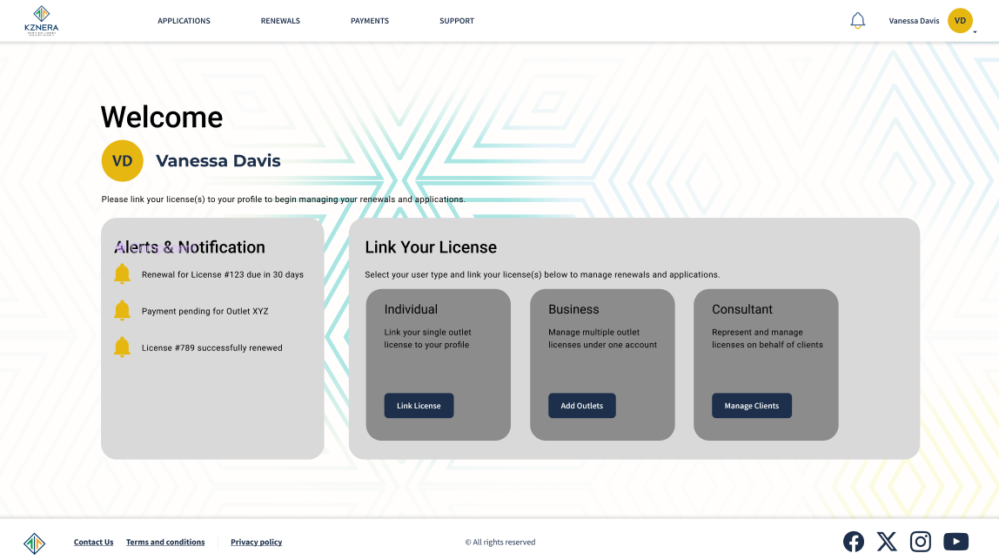 KZNERA
APPLICATIONS
RENEWALS
PAYMENTS
SUPPORT
Vanessa Davis
VD
Welcome
VD
Vanessa Davis
Please link your license(s) to your profile to begin managing your renewals and applications.
Alerts & Notification
Renewal for License #123 due in 30 days
Payment pending for Outlet XYZ
License #789 successfully renewed
Link Your License
Select your user type and link your license(s) below to manage renewals and applications.
Individual
Link your single outlet
license to your profile
Link License
Business
Manage multiple outlet
licenses under one account
Add Outlets
Consultant
Represent and manage
licenses on behalf of clients
Manage Clients
Contact Us
Terms and conditions
Privacy policy
© All rights reserved